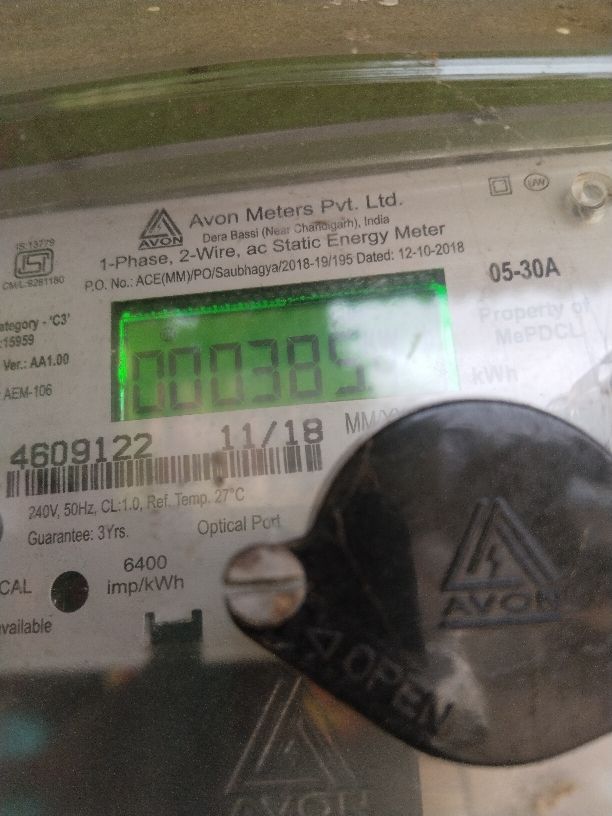 AVON
Avon Meters Pvt. Ltd.
Dera Bassi (Near Chandigarh), India
1-Phase, 2-Wire, ac Static Energy Meter
P.O. No.: ACE(MM)/PO/Saubhagya/2018-19/195 Dated: 12-10-2018
IS:13779
CM/L:9261160
05-30A
Property of
MePDCL
ategory - 'C3'
:15959
Ver.: AA1.00
AEM-106
000385
kWh
4609122 11/18
240V, 50Hz, CL:1.0, Ref. Temp. 27°C
Guarantee: 3Yrs.
Optical Port
CAL
6400
imp/kWh
vailable
AVON
OPEN
AVON